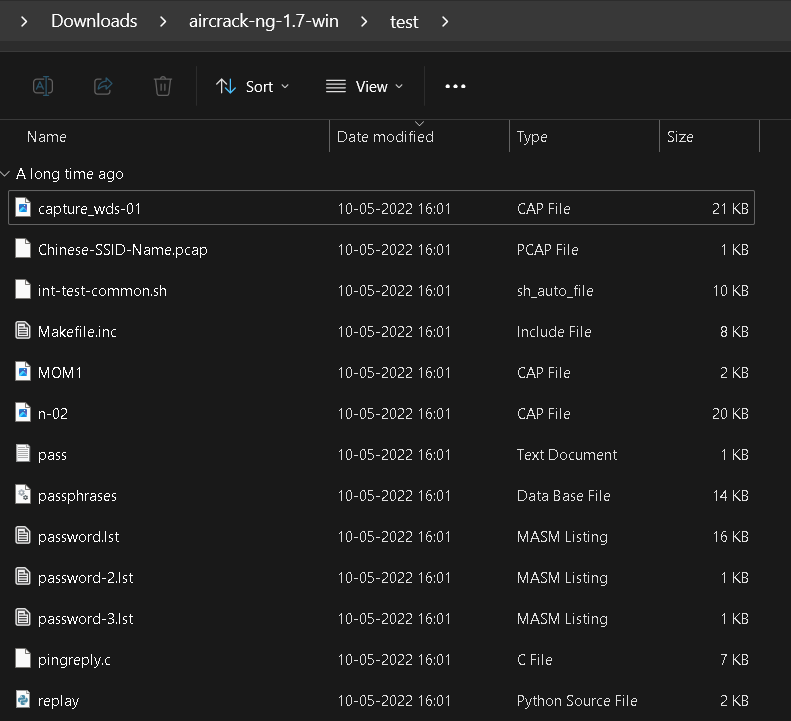 Downloads aircrack-ng-1.7-win test
Sort View
Name Date modified Type Size
A long time ago
capture_wds-01 10-05-2022 16:01 CAP File 21 KB
Chinese-SSID-Name.pcap 10-05-2022 16:01 PCAP File 1 KB
int-test-common.sh 10-05-2022 16:01 sh_auto_file 10 KB
Makefile.inc 10-05-2022 16:01 Include File 8 KB
MOM1 10-05-2022 16:01 CAP File 2 KB
n-02 10-05-2022 16:01 CAP File 20 KB
pass 10-05-2022 16:01 Text Document 1 KB
passphrases 10-05-2022 16:01 Data Base File 14 KB
password.lst 10-05-2022 16:01 MASM Listing 16 KB
password-2.lst 10-05-2022 16:01 MASM Listing 1 KB
password-3.lst 10-05-2022 16:01 MASM Listing 1 KB
pingreply.c 10-05-2022 16:01 C File 7 KB
replay 10-05-2022 16:01 Python Source File 2 KB